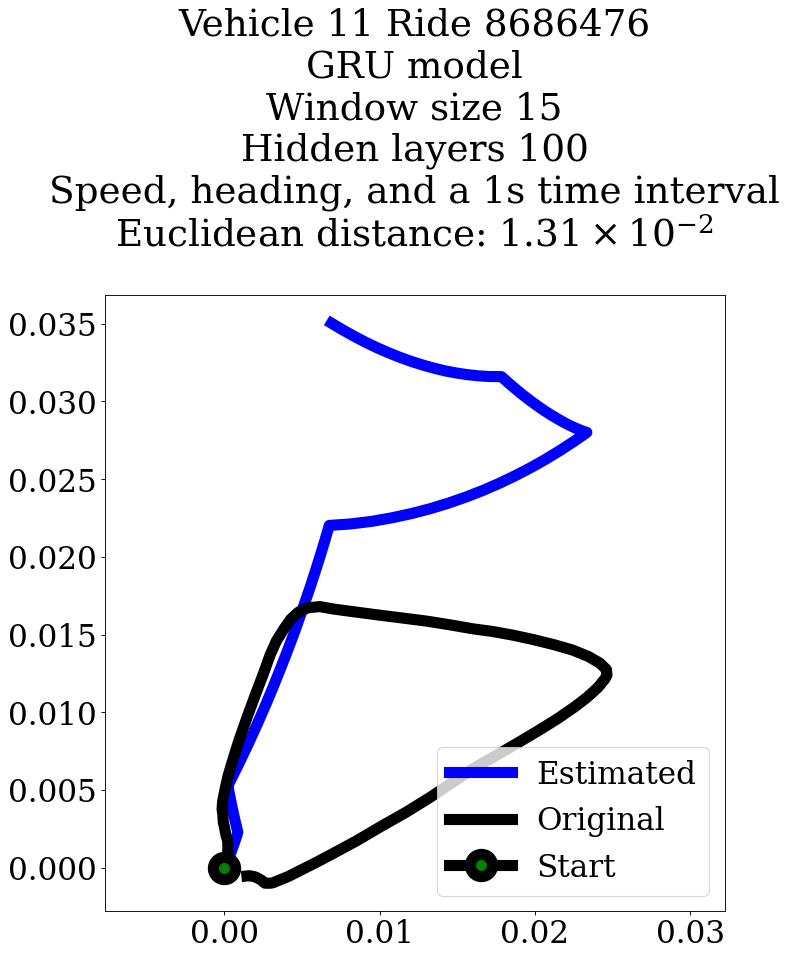 Vehicle 11 Ride 8686476
GRU model
Window size 15
Hidden layers 100
Speed, heading, and a 1s time interval
Euclidean distance: 1.31 × 10⁻²
0.035
0.030
0.025
0.020
0.015
0.010
0.005
0.000
Estimated
Original
Start
0.00 0.01 0.02 0.03